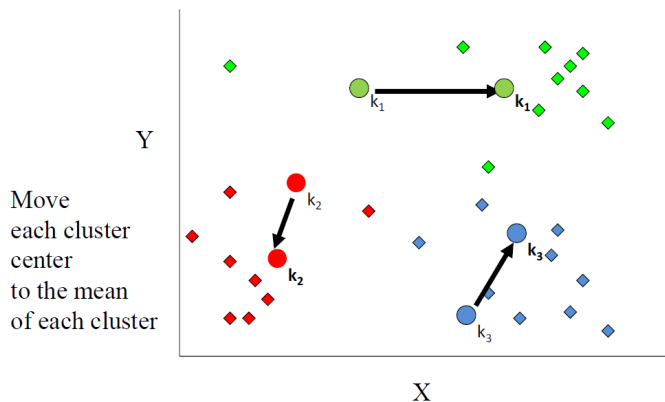 k₁
k₁
Y
k₂
Move
each cluster
center
to the mean
of each cluster
k₂
k₃
k₃
X